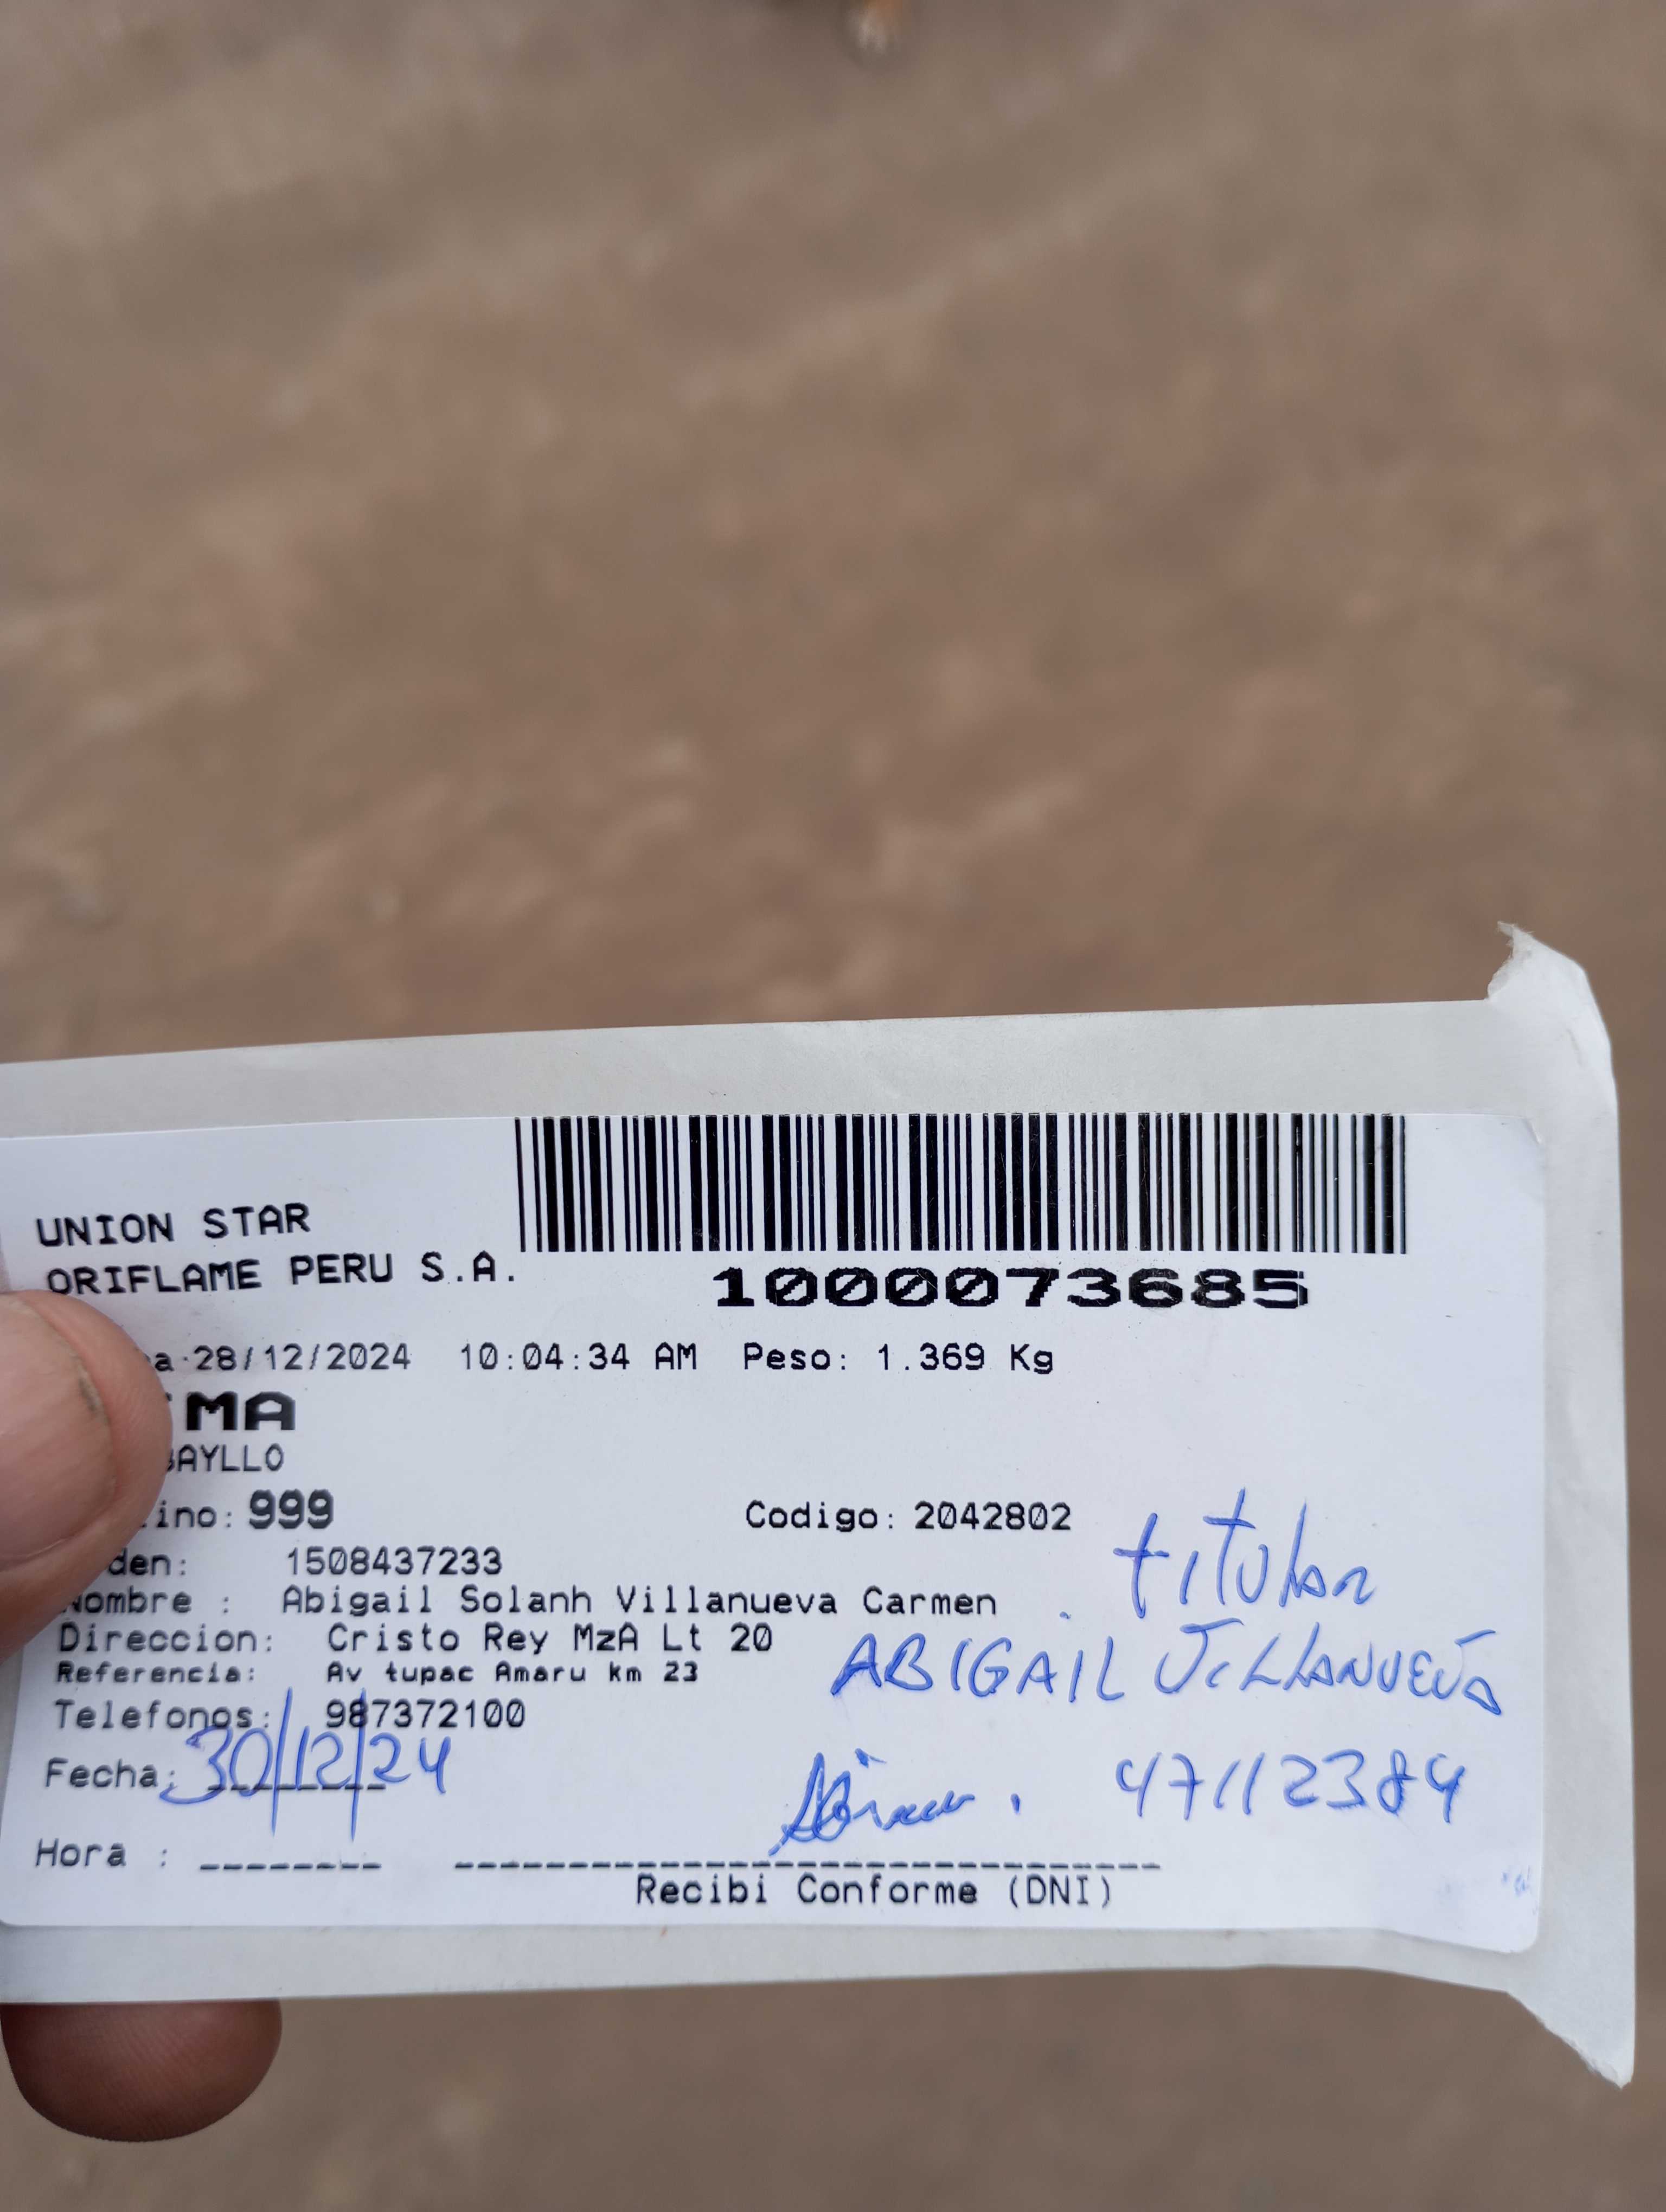 UNION STAR
ORIFLAME PERU S.A.
1000073685
a 28/12/2024 10:04:34 AM Peso: 1.369 Kg
MA
AYLLO
ino: 999 Codigo: 2042802
titular
den: 1508437233
Nombre : Abigail Solanh Villanueva Carmen
Direccion: Cristo Rey MzA Lt 20
ABIGAIL VILLANUEVA
Referencia: Av tupac Amaru km 23
Telefonos: 987372100
Fecha: 30/12/24
47112384
Hora : -------- ------------------------------
Recibi Conforme (DNI)